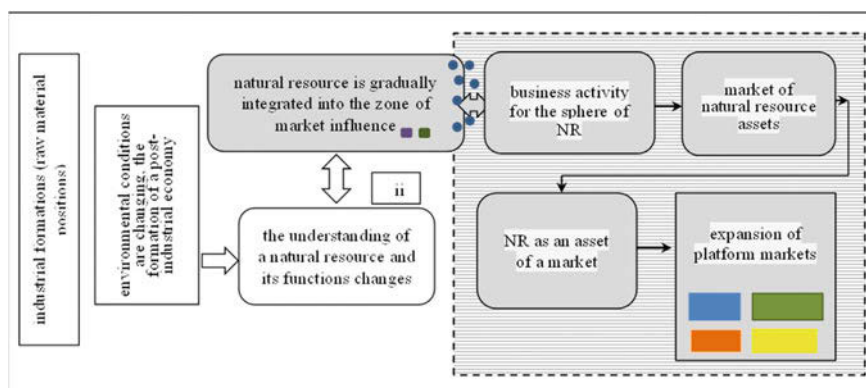 industrial formations (raw material
positions)
environmental conditions
are changing, the
formation of a post-
industrial economy
natural resource is gradually
integrated into the zone of
market influence
ii
the understanding of
a natural resource and
its functions changes
business activity
for the sphere of
NR
market of
natural resource
assets
NR as an asset
of a market
expansion of
platform markets